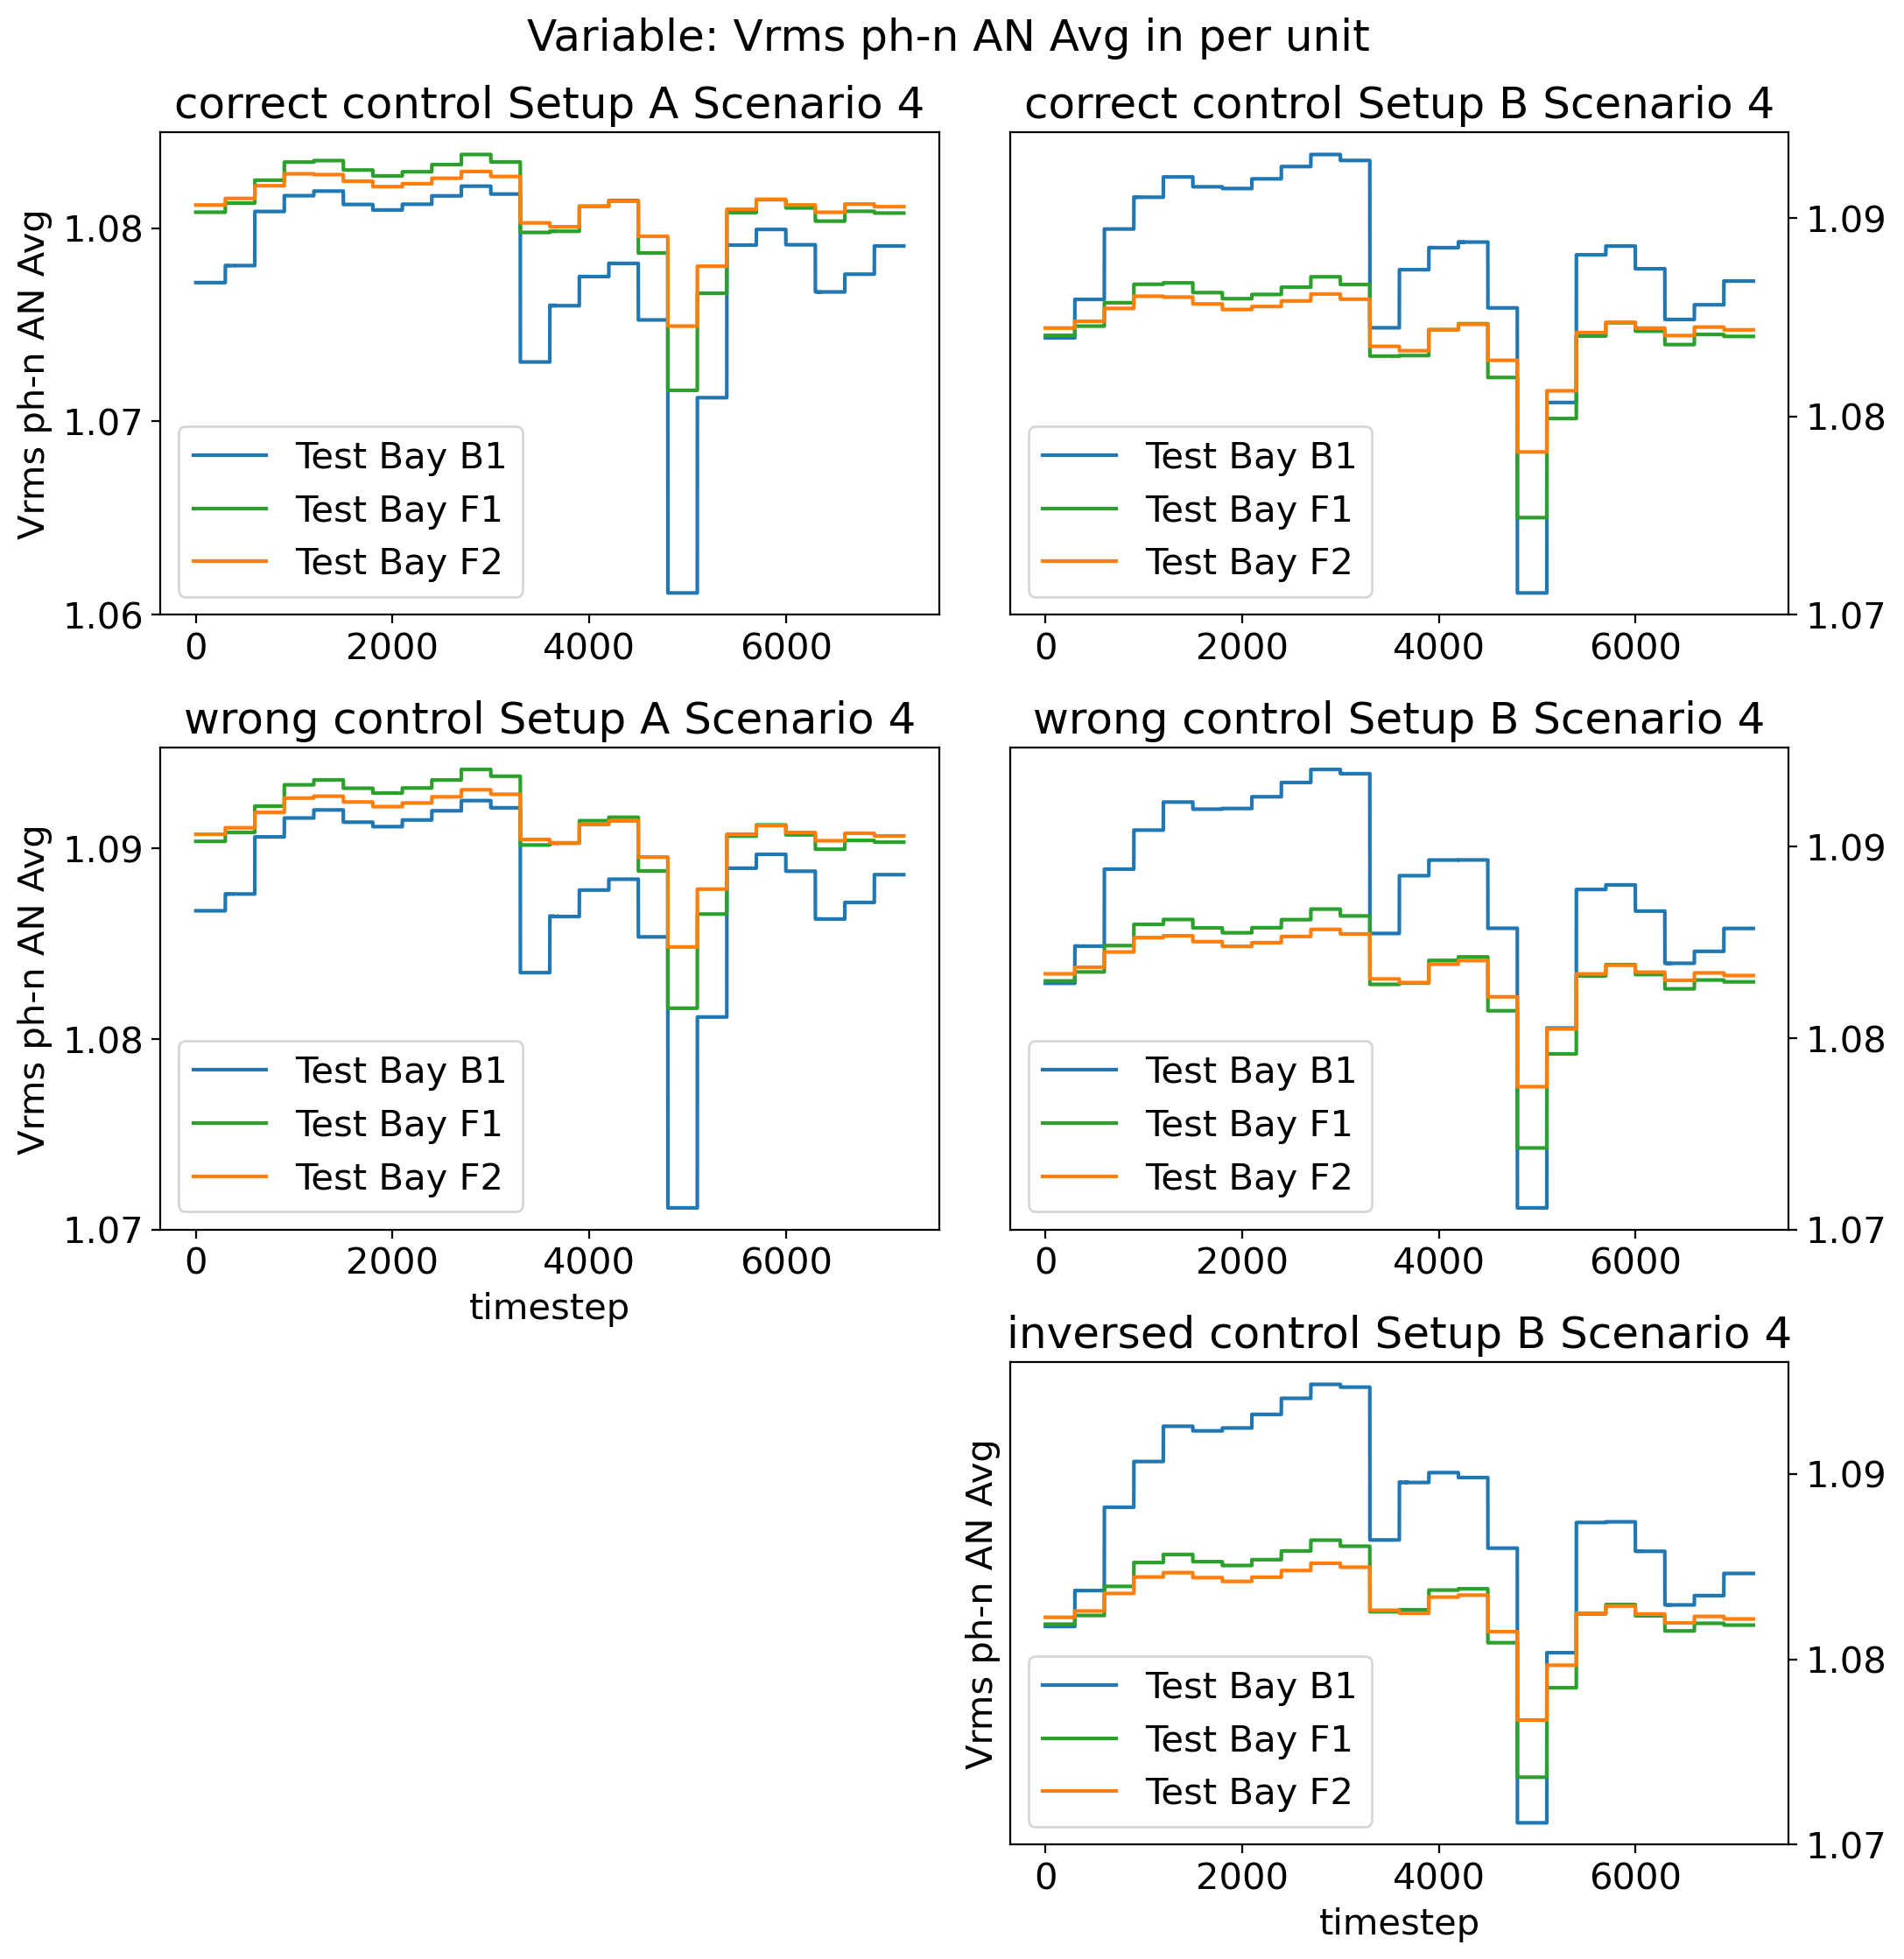 Variable: Vrms ph-n AN Avg in per unit
correct control Setup A Scenario 4
Vrms ph-n AN Avg
1.08
1.07
1.06
Test Bay B1
Test Bay F1
Test Bay F2
0 2000 4000 6000
correct control Setup B Scenario 4
1.09
1.08
1.07
Test Bay B1
Test Bay F1
Test Bay F2
0 2000 4000 6000
wrong control Setup A Scenario 4
Vrms ph-n AN Avg
1.09
1.08
1.07
Test Bay B1
Test Bay F1
Test Bay F2
0 2000 4000 6000
timestep
wrong control Setup B Scenario 4
1.09
1.08
1.07
Test Bay B1
Test Bay F1
Test Bay F2
0 2000 4000 6000
inversed control Setup B Scenario 4
Vrms ph-n AN Avg
1.09
1.08
1.07
Test Bay B1
Test Bay F1
Test Bay F2
0 2000 4000 6000
timestep